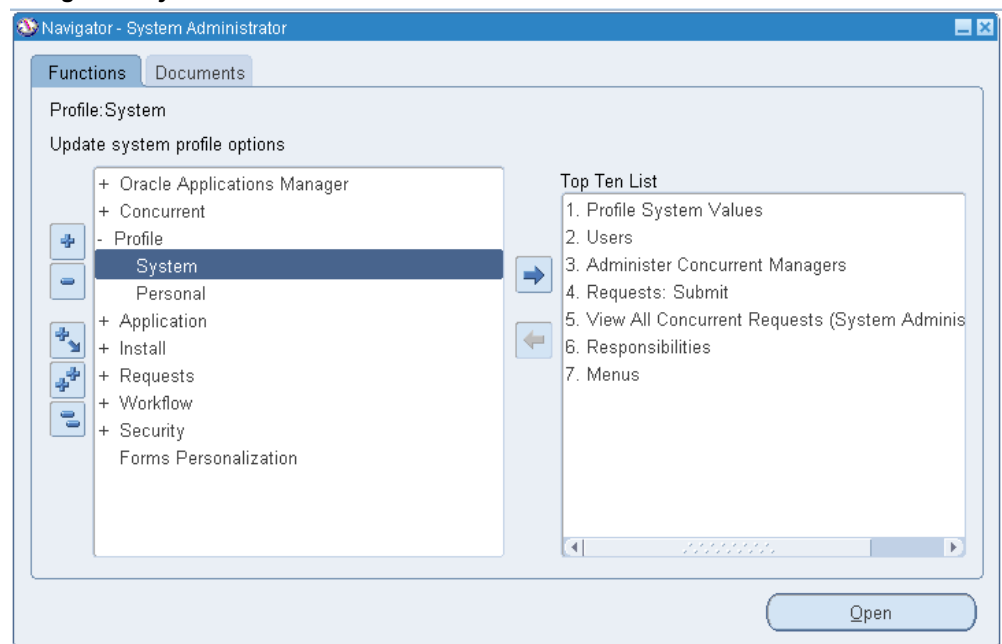 Navigator - System Administrator
Functions
Documents
Profile:System
Update system profile options
+ Oracle Applications Manager
+ Concurrent
- Profile
System
Personal
+ Application
+ Install
+ Requests
+ Workflow
+ Security
Forms Personalization
Top Ten List
1. Profile System Values
2. Users
3. Administer Concurrent Managers
4. Requests: Submit
5. View All Concurrent Requests (System Adminis
6. Responsibilities
7. Menus
Open